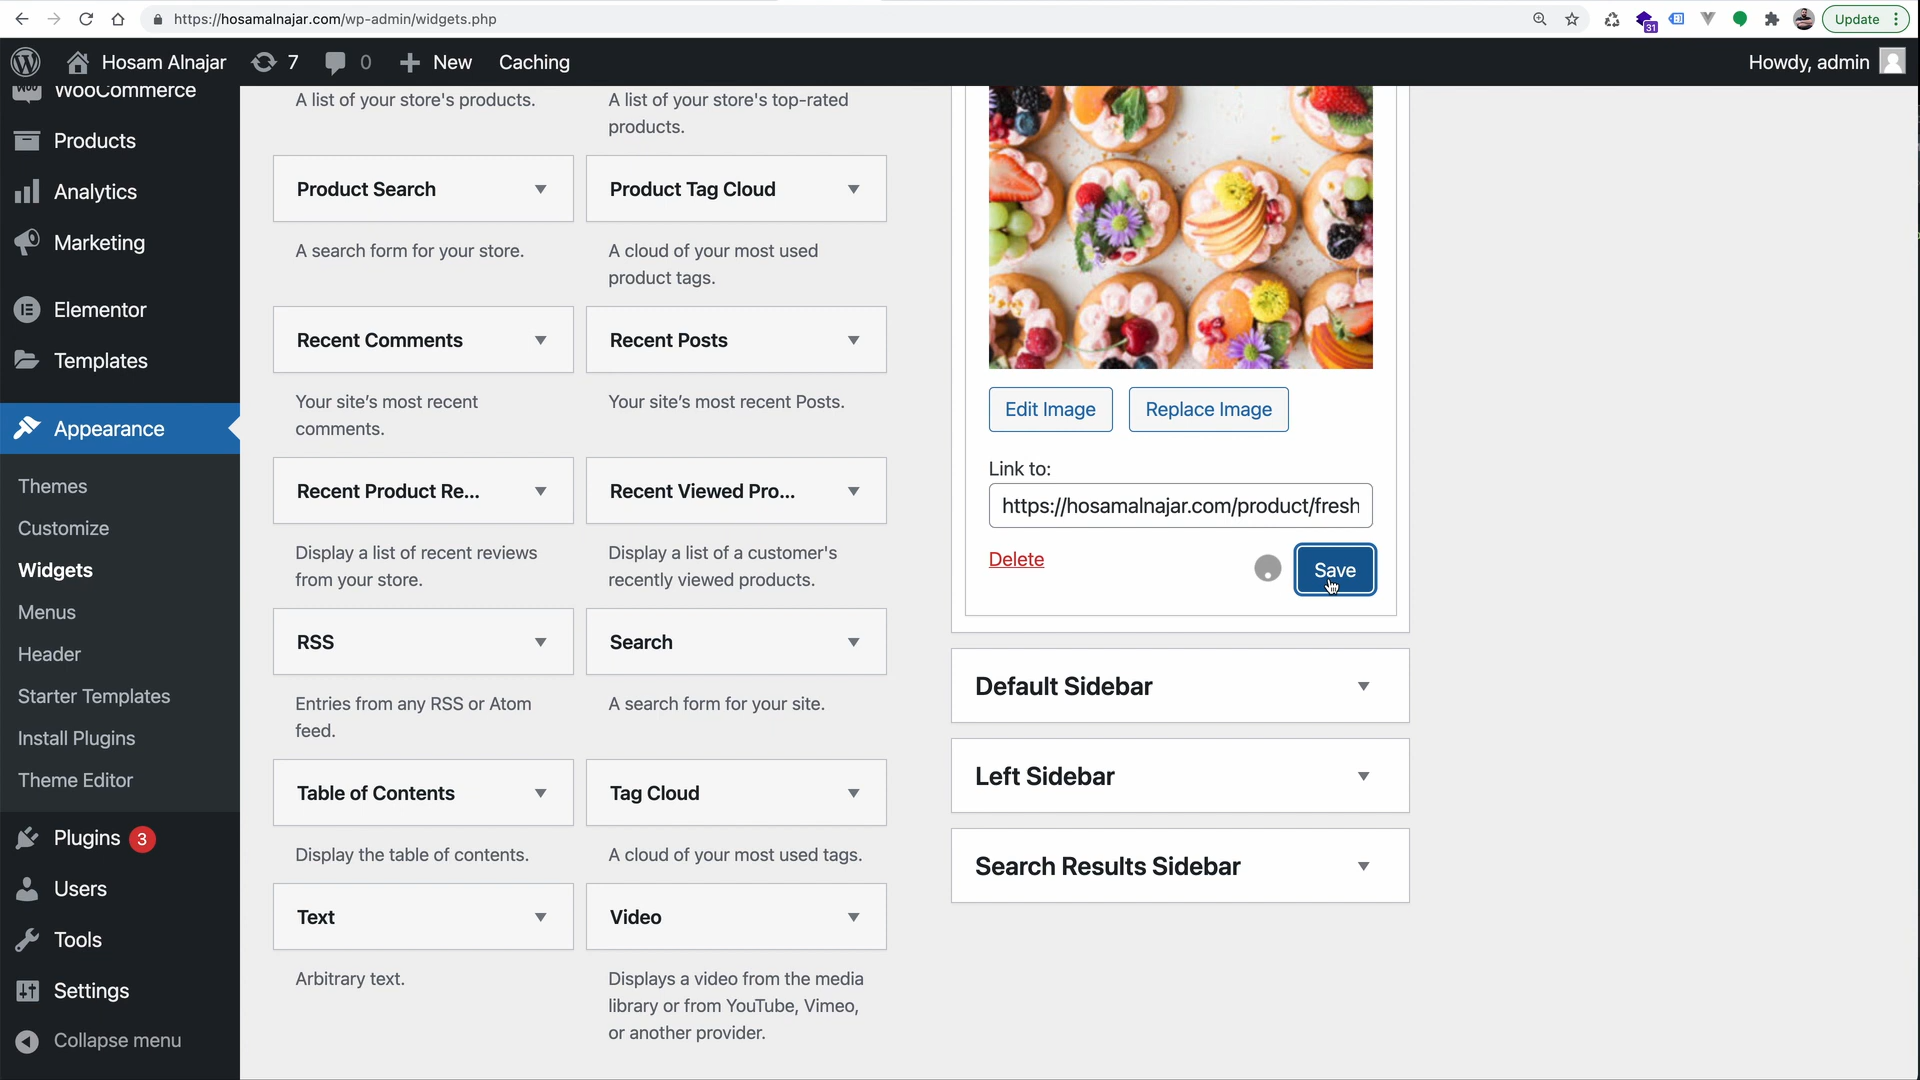 https://hosamalnajar.com/wp-admin/widgets.php
31
Update
Hosam Alnajar
7
0
New
Caching
Howdy, admin
WooCommerce
Products
Analytics
Marketing
Elementor
Templates
Appearance
Themes
Customize
Widgets
Menus
Header
Starter Templates
Install Plugins
Theme Editor
Plugins 3
Users
Tools
Settings
Collapse menu
A list of your store's products.
A list of your store's top-rated
products.
Product Search
Product Tag Cloud
A search form for your store.
A cloud of your most used
product tags.
Recent Comments
Recent Posts
Your site’s most recent
comments.
Your site’s most recent Posts.
Recent Product Re...
Recent Viewed Pro...
Display a list of recent reviews
from your store.
Display a list of a customer's
recently viewed products.
RSS
Search
Entries from any RSS or Atom
feed.
A search form for your site.
Table of Contents
Tag Cloud
Display the table of contents.
A cloud of your most used tags.
Text
Video
Arbitrary text.
Displays a video from the media
library or from YouTube, Vimeo,
or another provider.
Edit Image
Replace Image
Link to:
https://hosamalnajar.com/product/fresh
Delete
Save
Default Sidebar
Left Sidebar
Search Results Sidebar